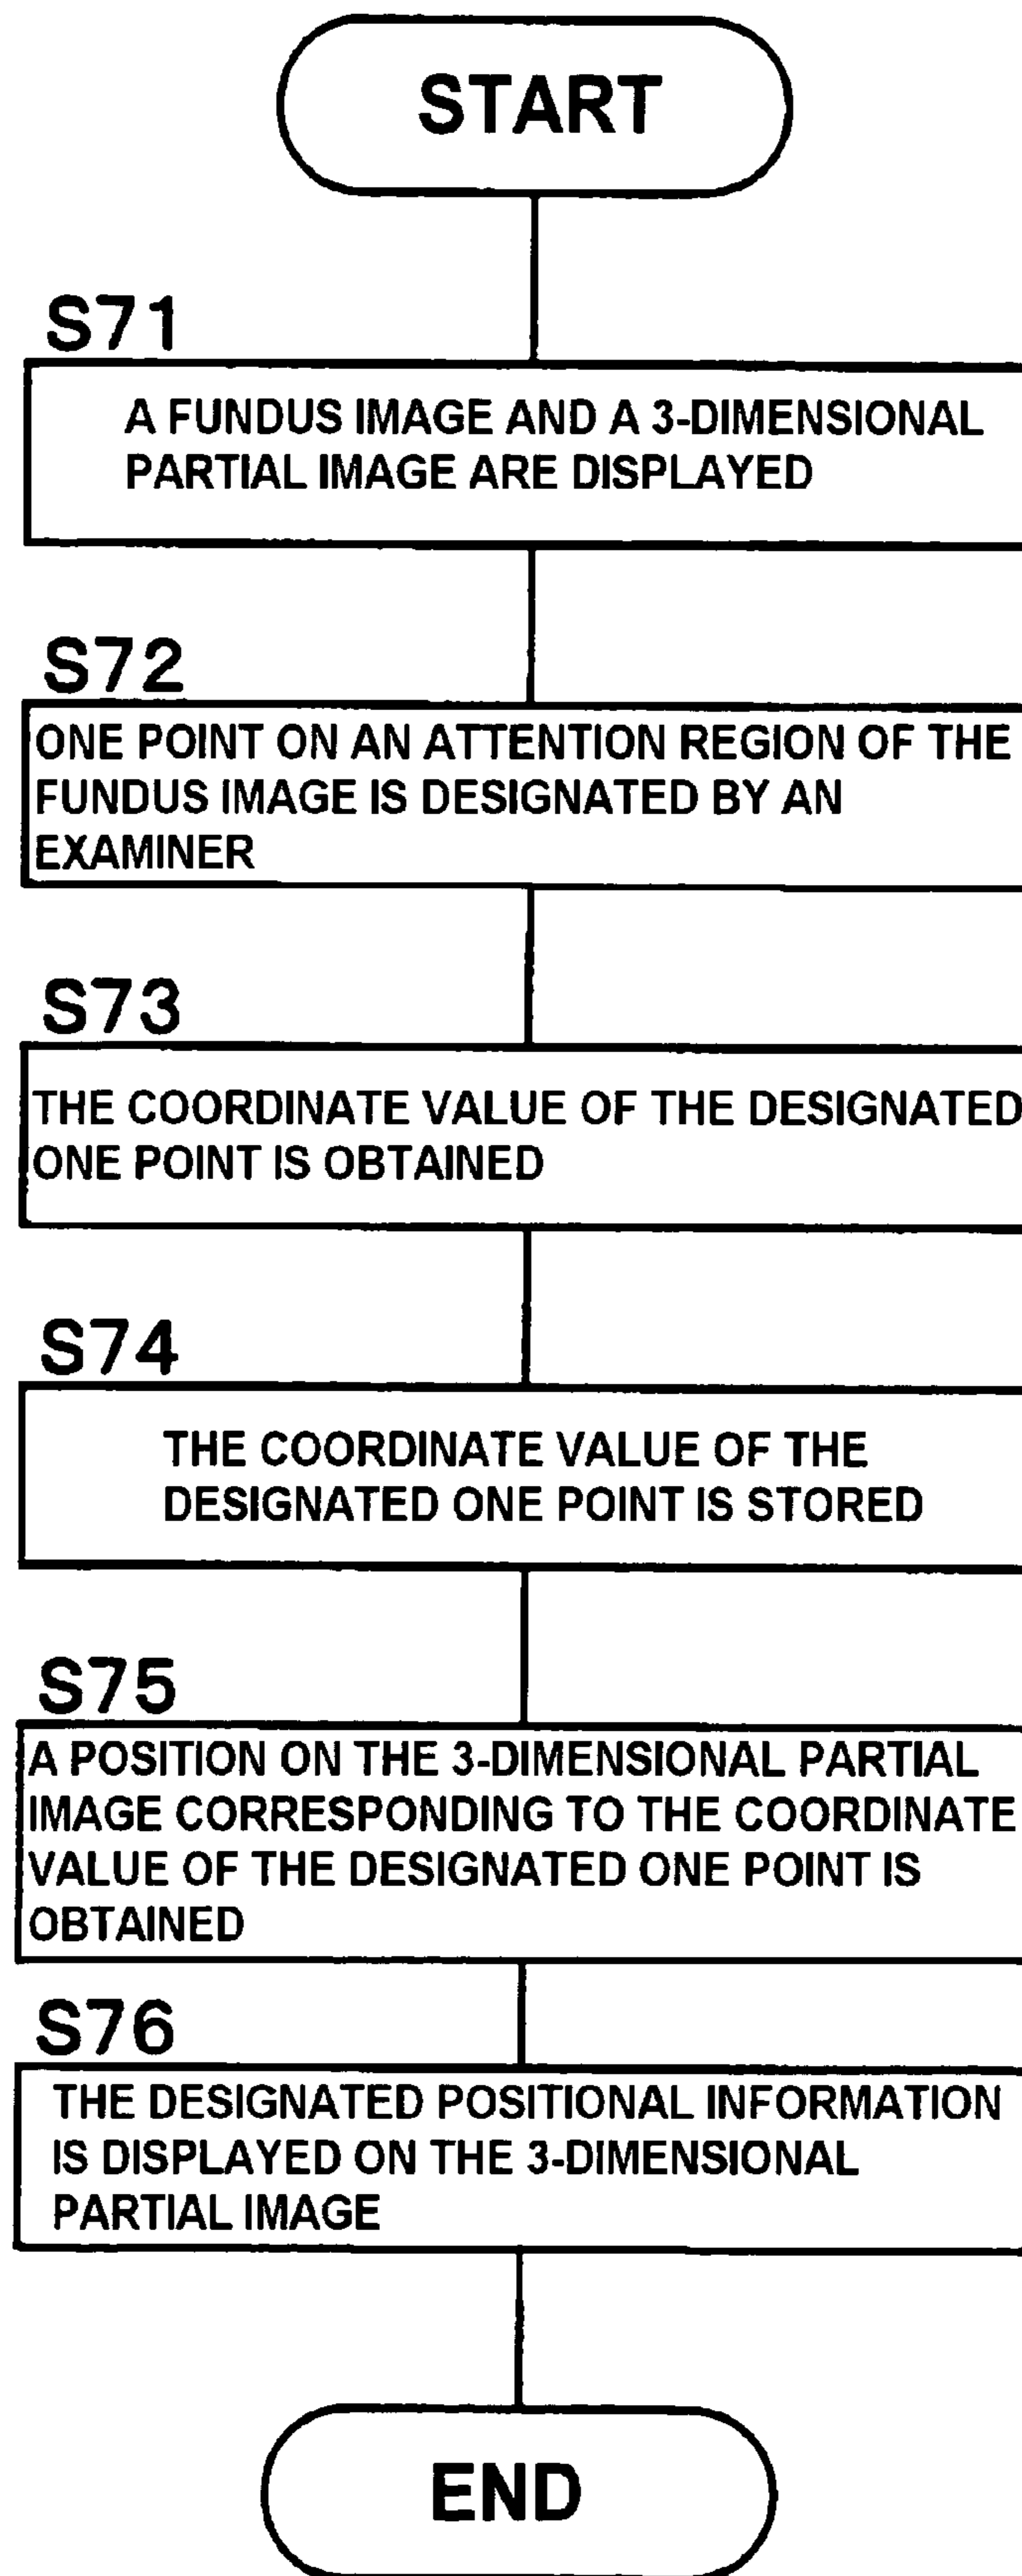 START
S71
A FUNDUS IMAGE AND A 3-DIMENSIONAL
PARTIAL IMAGE ARE DISPLAYED
S72
ONE POINT ON AN ATTENTION REGION OF THE
FUNDUS IMAGE IS DESIGNATED BY AN
EXAMINER
S73
THE COORDINATE VALUE OF THE DESIGNATED
ONE POINT IS OBTAINED
S74
THE COORDINATE VALUE OF THE
DESIGNATED ONE POINT IS STORED
S75
A POSITION ON THE 3-DIMENSIONAL PARTIAL
IMAGE CORRESPONDING TO THE COORDINATE
VALUE OF THE DESIGNATED ONE POINT IS
OBTAINED
S76
THE DESIGNATED POSITIONAL INFORMATION
IS DISPLAYED ON THE 3-DIMENSIONAL
PARTIAL IMAGE
END